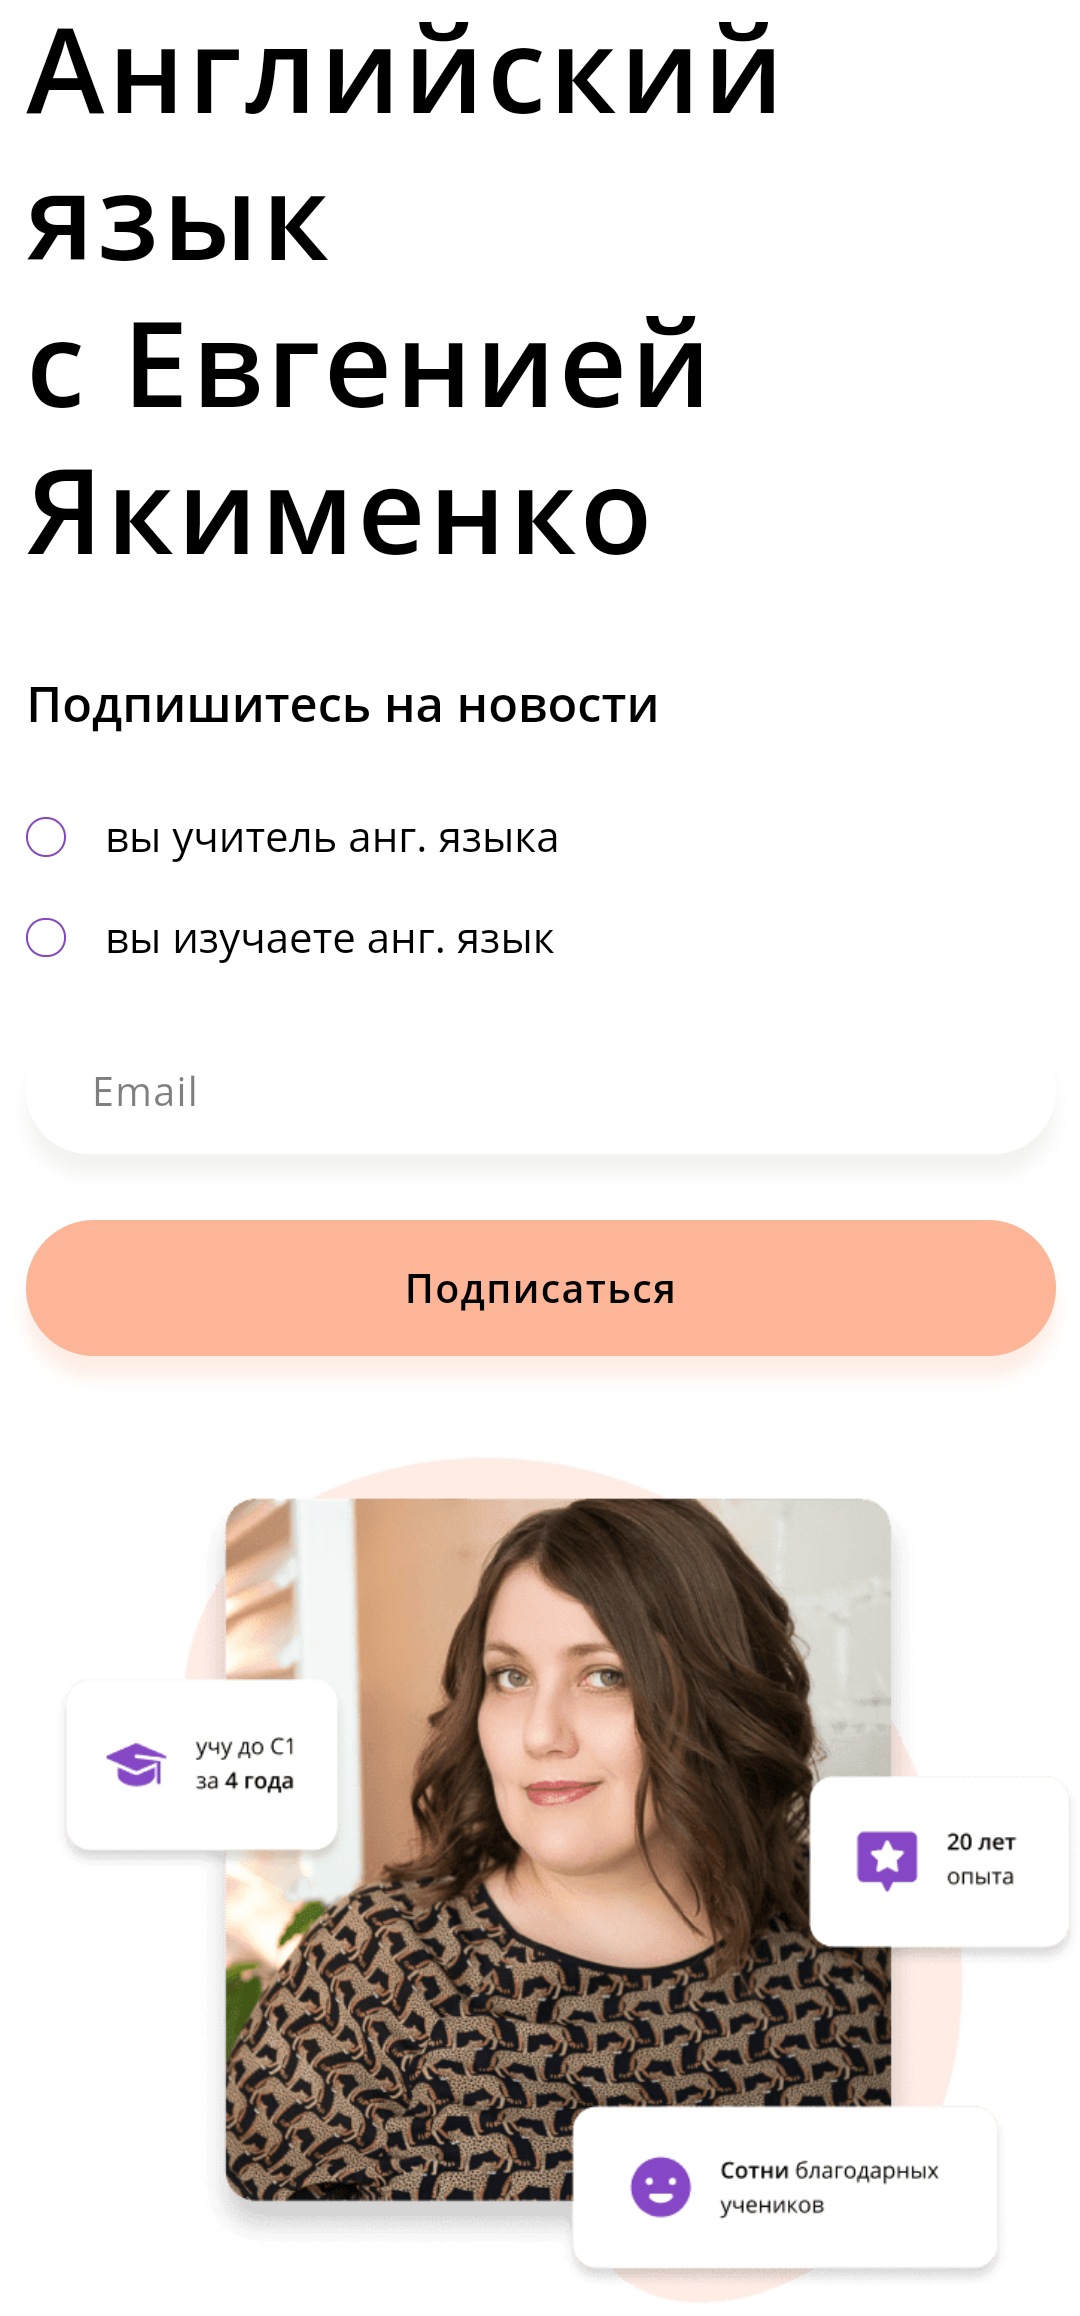 Английский
язык
с Евгенией
Якименко
Подпишитесь на новости
вы учитель анг. языка
вы изучаете анг. язык
Email
Подписаться
учу до C1
за 4 года
20 лет
опыта
Сотни благодарных
учеников